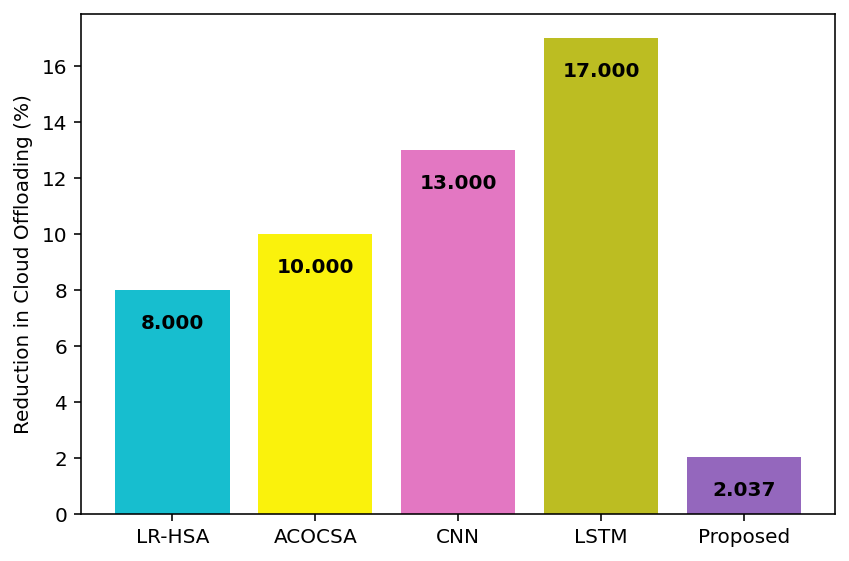 Reduction in Cloud Offloading (%)
16
14
12
10
8
6
4
2
0
8.000
10.000
13.000
17.000
2.037
LR-HSA
ACOCSA
CNN
LSTM
Proposed